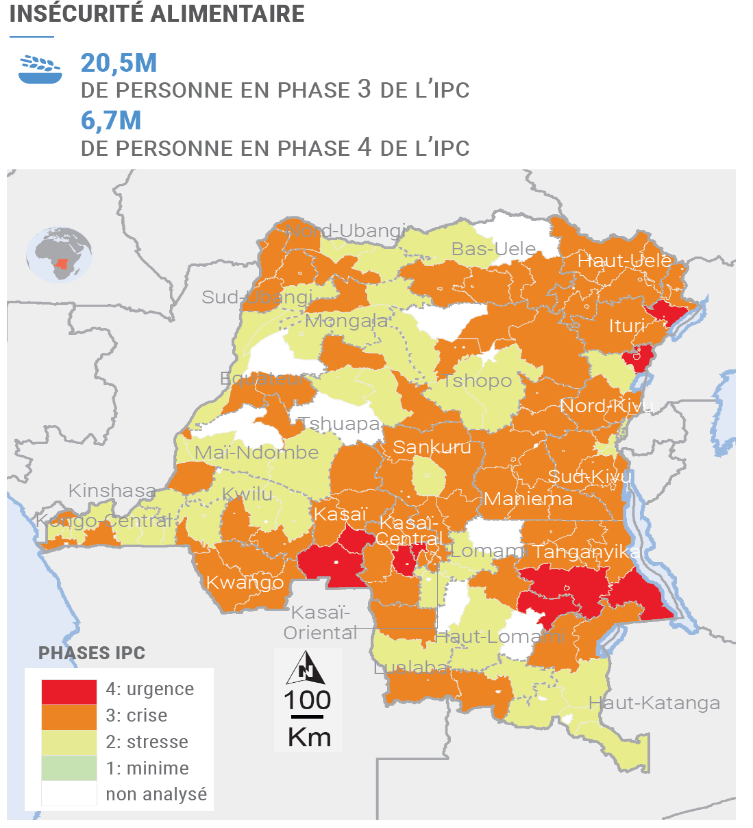 INSÉCURITÉ ALIMENTAIRE
20,5M
DE PERSONNE EN PHASE 3 DE L’IPC
6,7M
DE PERSONNE EN PHASE 4 DE L’IPC
Nord-Ubangi
Bas-Uele
Haut-Uele
Sud-Ubangi
Mongala
Ituri
Equateur
Tshopo
Nord-Kivu
Tshuapa
Maï-Ndombe
Sankuru
Sud-Kivu
Kinshasa
Kwilu
Maniema
Kongo-Central
Kasaï
Kasaï-
Central
Lomami
Tanganyika
Kwango
Kasaï-
Oriental
Haut-Lomami
Lualaba
Haut-Katanga
PHASES IPC
4: urgence
3: crise
2: stresse
1: minime
non analysé
N
100
Km